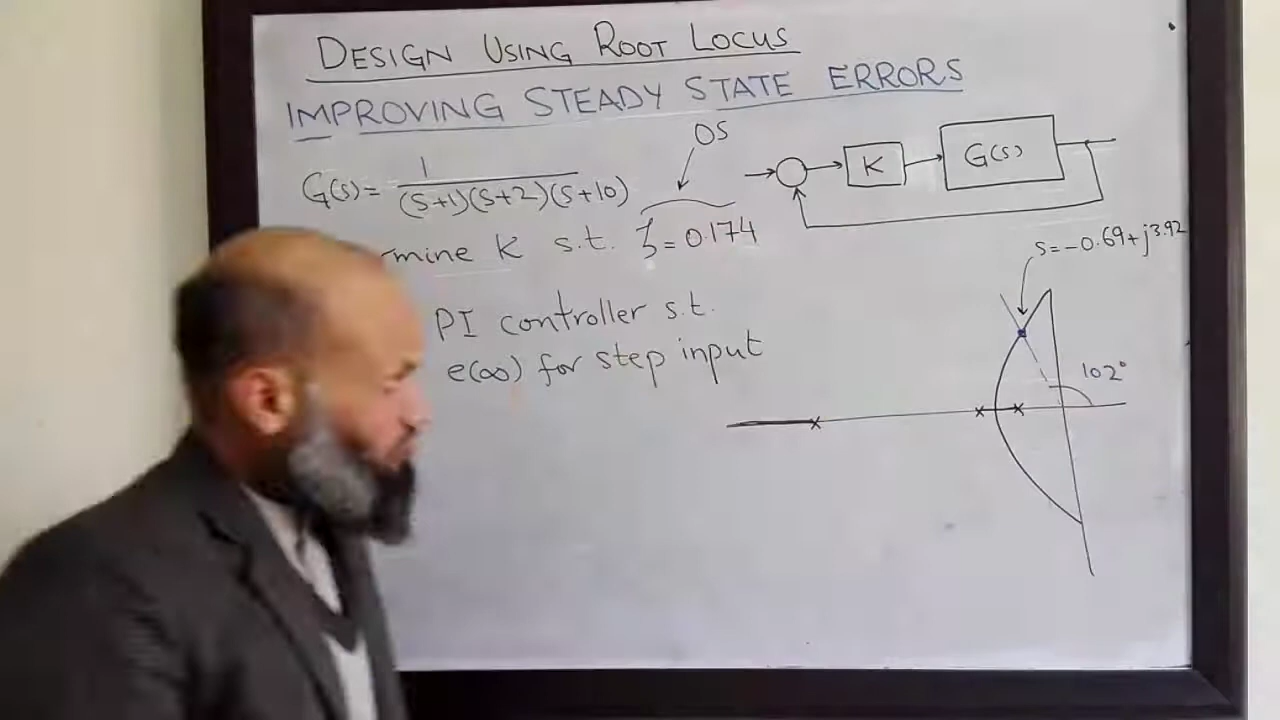 DESIGN USING ROOT LOCUS
IMPROVING STEADY STATE ERRORS
OS
G(s)= 1
(s+1)(s+2)(s+10)
K
G(s)
mine K s.t. ζ=0.174
s=-0.69+j3.92
PI controller s.t.
e(∞) for step input
102°